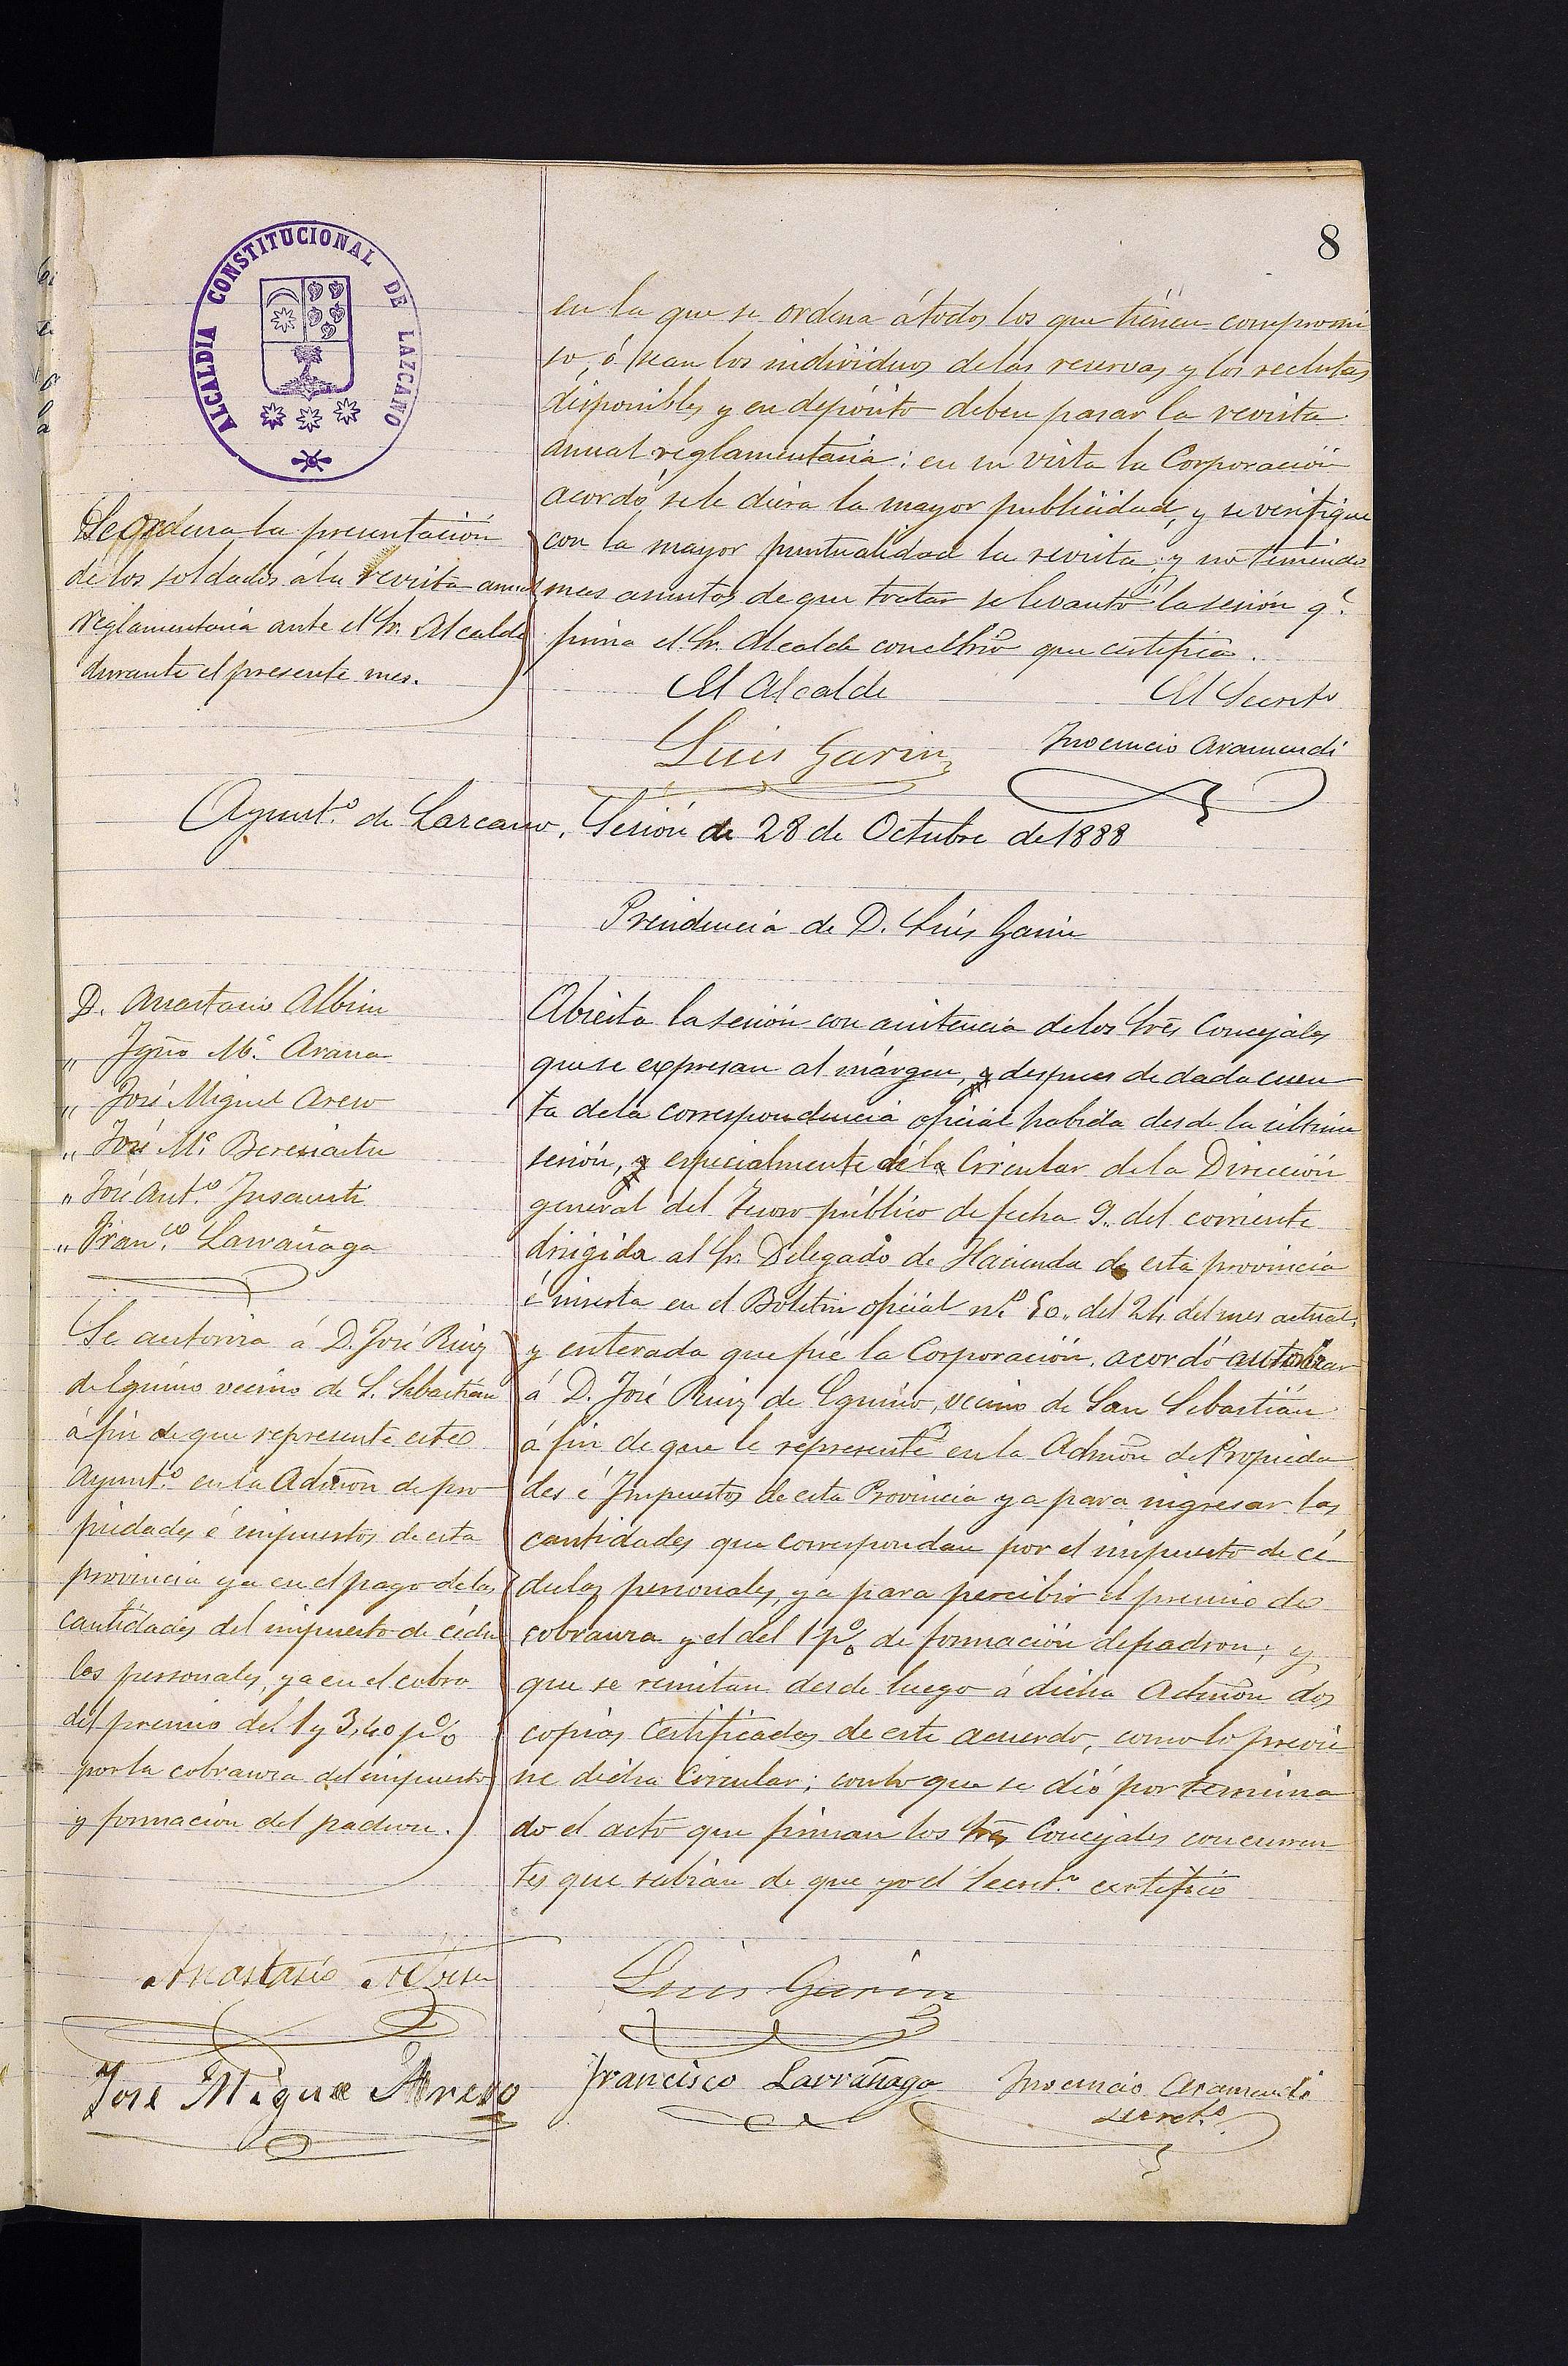 8
ALCALDIA CONSTITUCIONAL DE LAZCANO
en la que se ordena á todos los que tienen compromi
so, ó sean los individuos de las reservas y los reclutas
disponibles y en depósito deben pasar la revista
anual reglamentaria: en su vista la Corporación
acordó, se le diera la mayor publicidad, y se verifique
con la mayor puntualidad la revista; y no teniendo
mas asuntos de que tratar se levantó la sesión q.e
firma el Sr. Alcalde con el Srio que certifica.
Se ordena la presentación
de los soldados á la revista anual
reglamentaria ante el Sr. Alcalde
durante el presente mes.
El Alcalde
El Secreto
Luis Garin
Inocencio Aramendi
Ayunt.o de Lazcano, Sesión de 28 de Octubre de 1888
Presidencia de D. Luis Garin
D. Anastasio Albisu
„ Igño M.a Arana
„ José Miguel Areso
„ José M.a Beresiartu
„ José Ant.o Insausti
„ Fran.co Larrañaga
Se autoriza á D. José Ruiz
de Eguino vecino de S. Sebastian
á fin de que represente este
Ayunt.o en la Admōn de pro
piedades é impuestos de esta
provincia ya en el pago de las
cantidades del impuesto de cédu
las personales, ya en el cobro
del premio del 1 y 3,40 p%
por la cobranza del impuesto
y formacion del padron.
Abierta la sesión con asistencia de los Sres Concejales
que se expresan al márgen, y despues de dada cuen
ta de la correspondencia oficial habida desde la última
sesión, y especialmente de la Circular de la Dirección
general del Tesoro público de fecha 9„ del corriente
dirigida al Sr. Delegado de Hacienda de esta provincia
é inserta en el Boletin oficial n.o 50„ del 24 del mes actual,
y enterada que fué la Corporación, acordó autorizar
á D. José Ruiz de Eguino, vecino de San Sebastián
á fin de que le represente en la Admōn de Propieda
des é Impuestos de esta Provincia ya para ingresar las
cantidades que correspondan por el impuesto de cé
dulas personales, ya para percibir el premio de
cobranza y el del 1 p% de formación de padron; y
que se remitan desde luego á dicha Admōn dos
copias certificadas de este acuerdo, como lo previe
ne dicha Circular; con lo que se dió por termina
do el acto que firman los Sres Concejales concurren
tes que sabian de que yo el Secret.o certifico
Anastasio Albisu
Luis Garin
José Miguel Areso
Francisco Larrañaga
Inocencio Aramendi
Secret.o